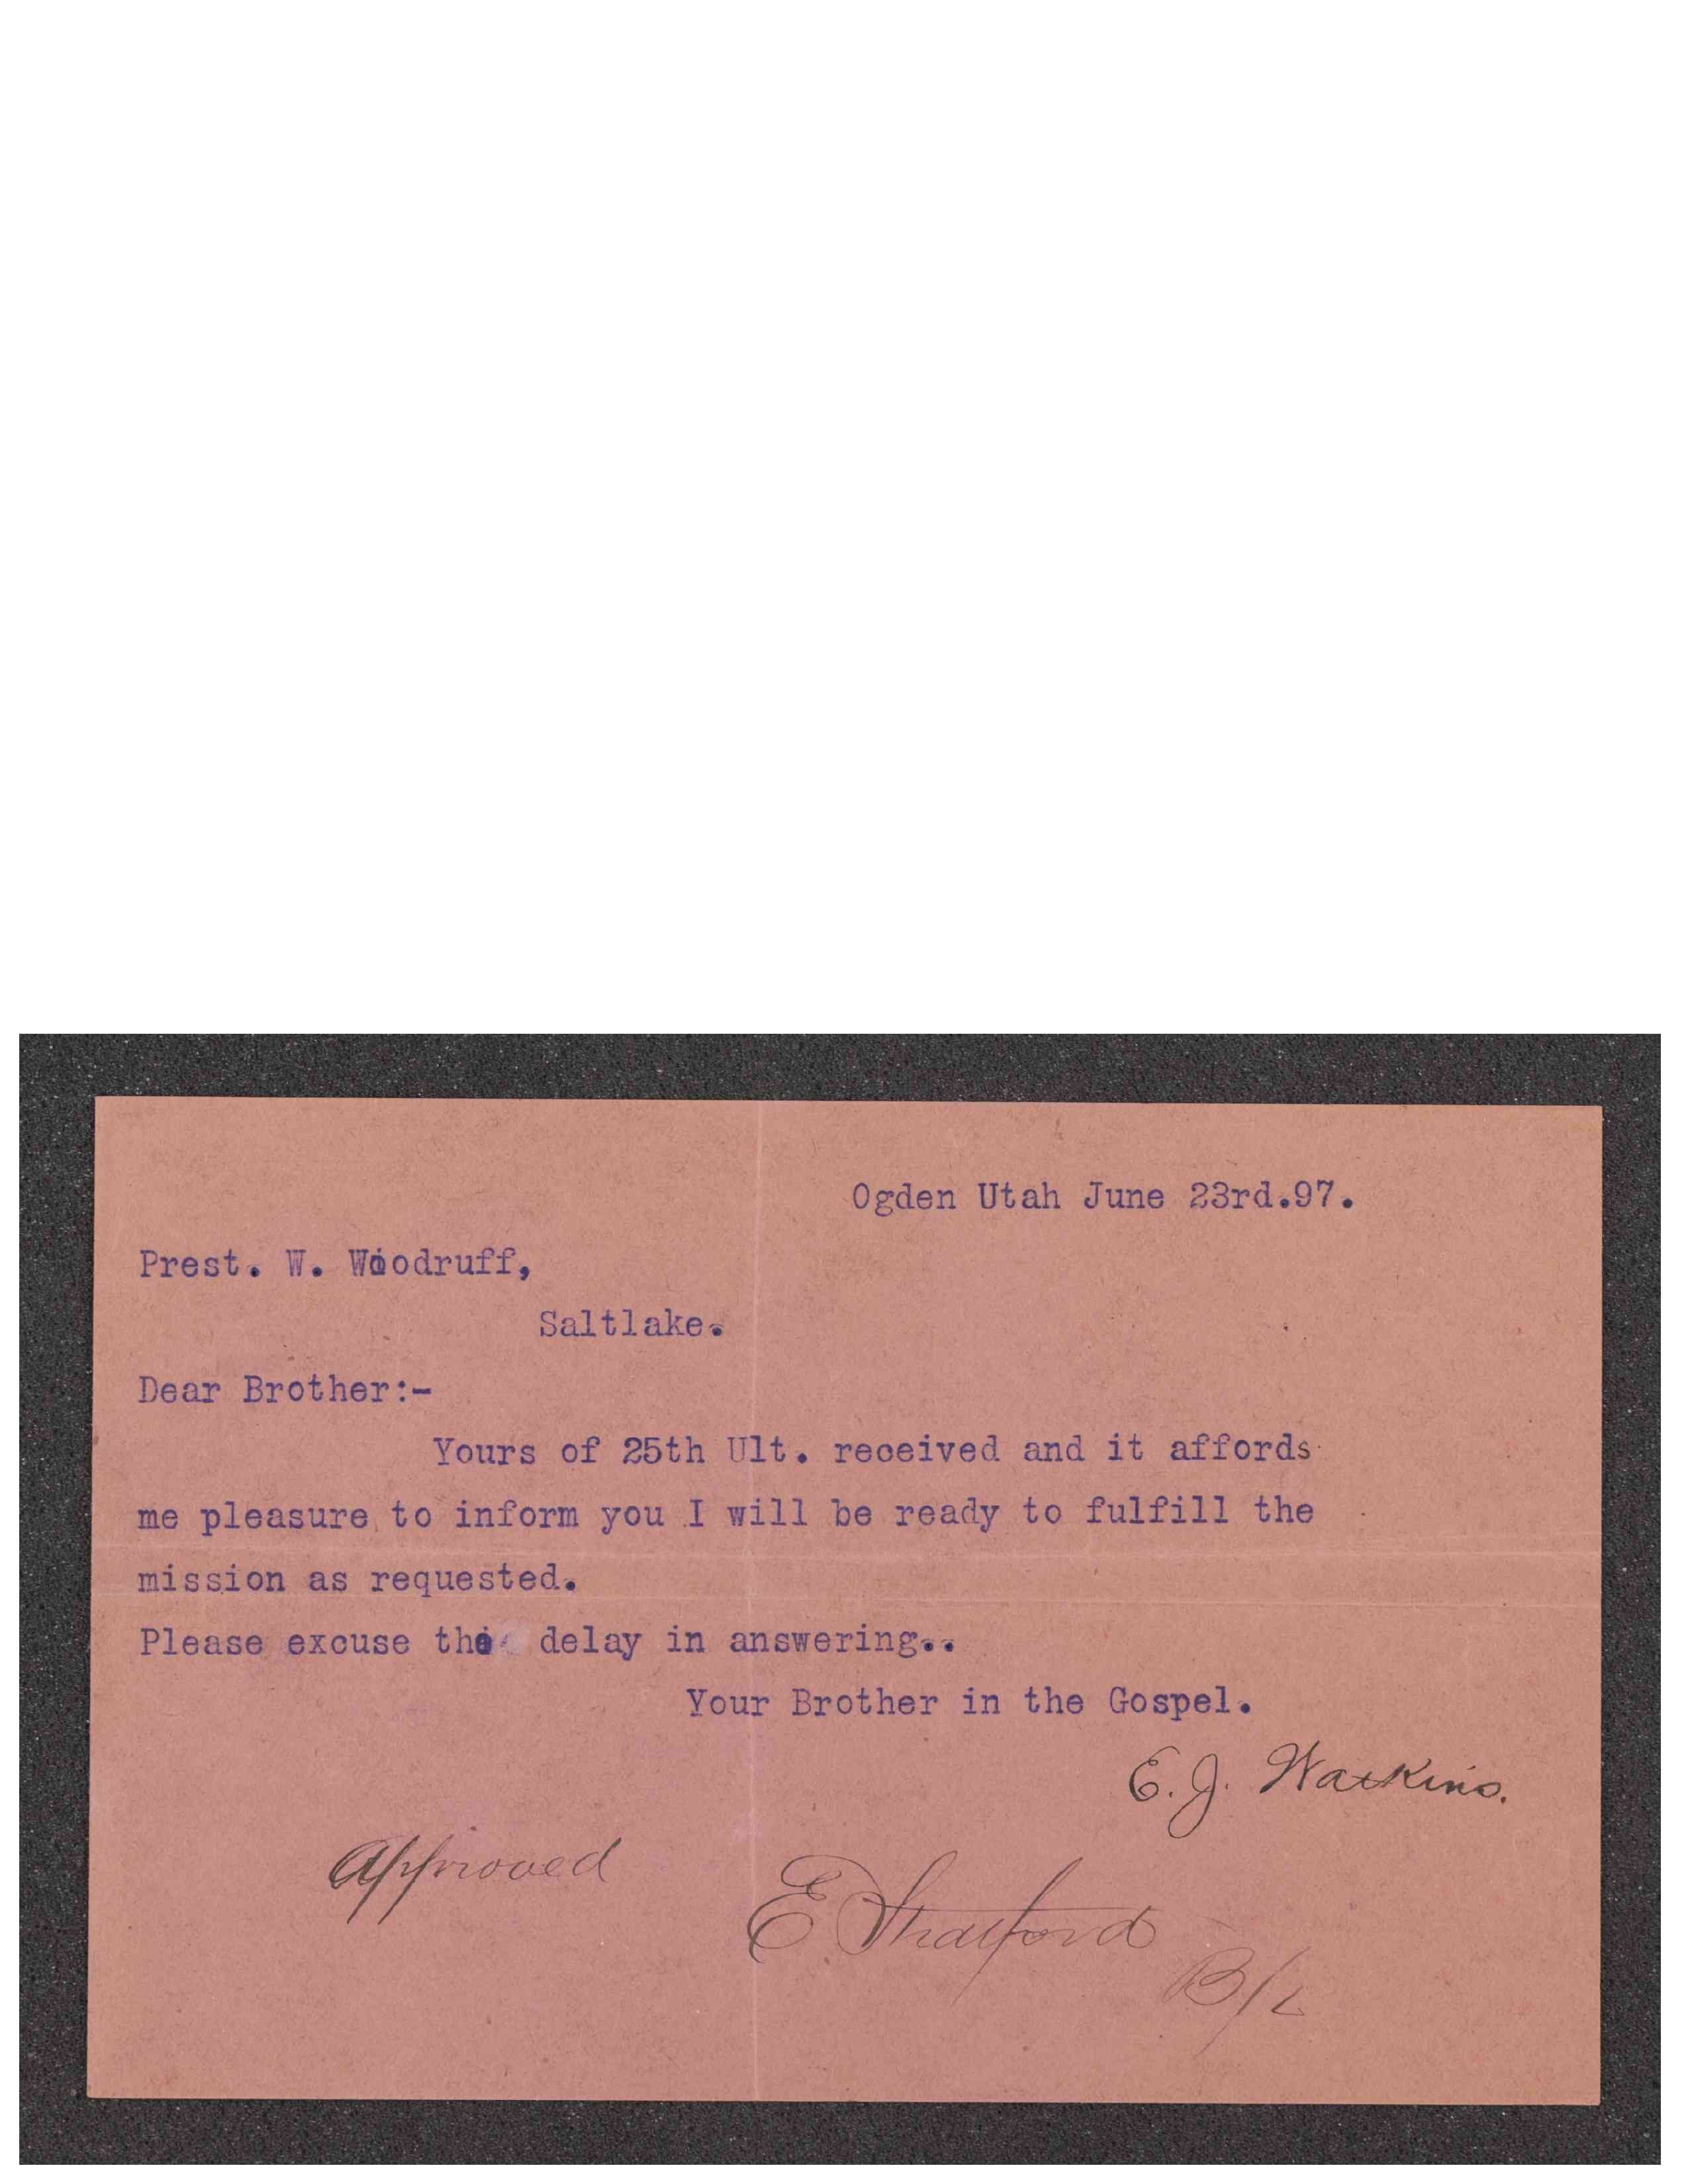 Ogden Utah June 23rd.97.
Prest. W. Woodruff,
Saltlake.
Dear Brother:-
Yours of 25th Ult. received and it affords
me pleasure to inform you I will be ready to fulfill the
mission as requested.
Please excuse the delay in answering..
Your Brother in the Gospel.
E. J. Watkins.
Approved
E Stratford